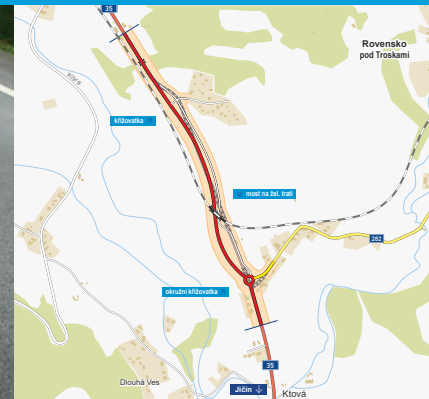 35
Rovensko
pod Troskami
křižovatka
most na žel. trati
282
okružní křižovatka
35
Dlouhá Ves
Jičín ↓
Ktová